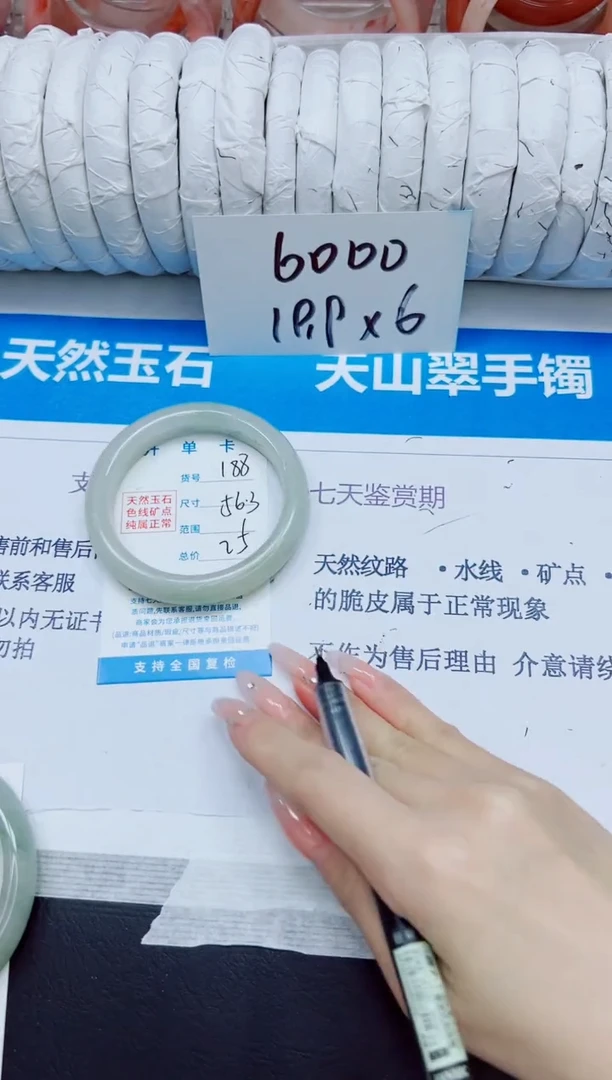 6000
19.9x6
天然玉石
天山翠手镯
开单卡
货号 188
尺寸 56.3
范围
总价 25
天然玉石
色线矿点
纯属正常
支持全国复检
七天鉴赏期
售前和售后
联系客服
以内无证书
勿拍
天然纹路 •水线 •矿点 •
的脆皮属于正常现象
不作为售后理由 介意请绕